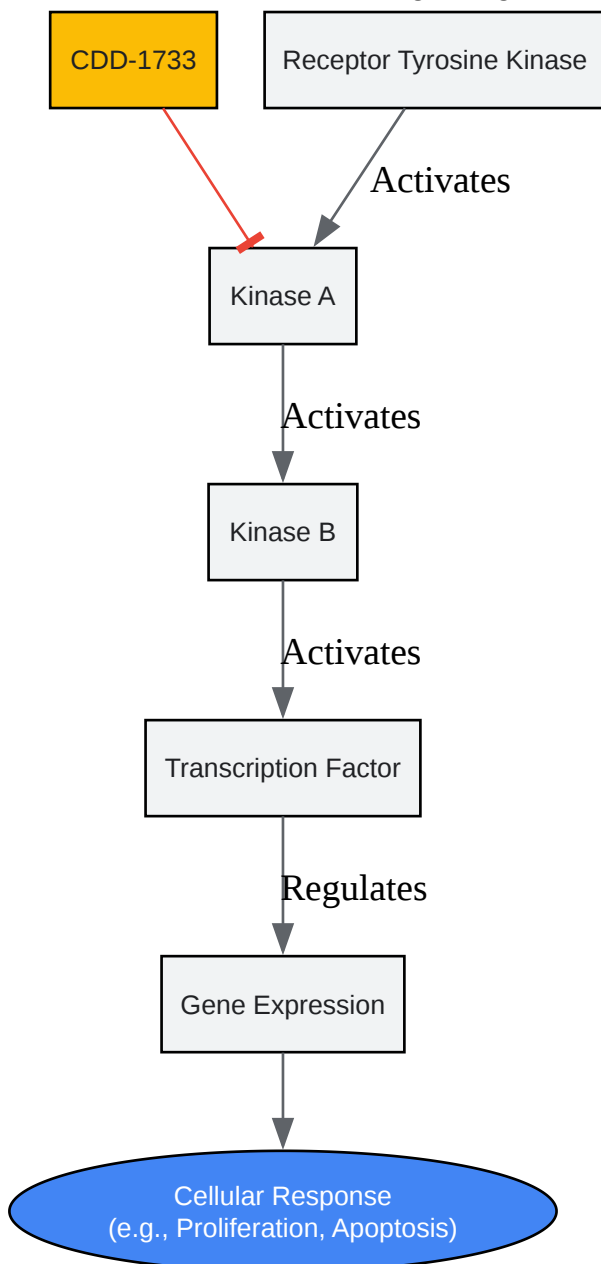 CDD-1733
Receptor Tyrosine Kinase
Activates
Kinase A
Activates
Kinase B
Activates
Transcription Factor
Regulates
Gene Expression
Cellular Response
(e.g., Proliferation, Apoptosis)